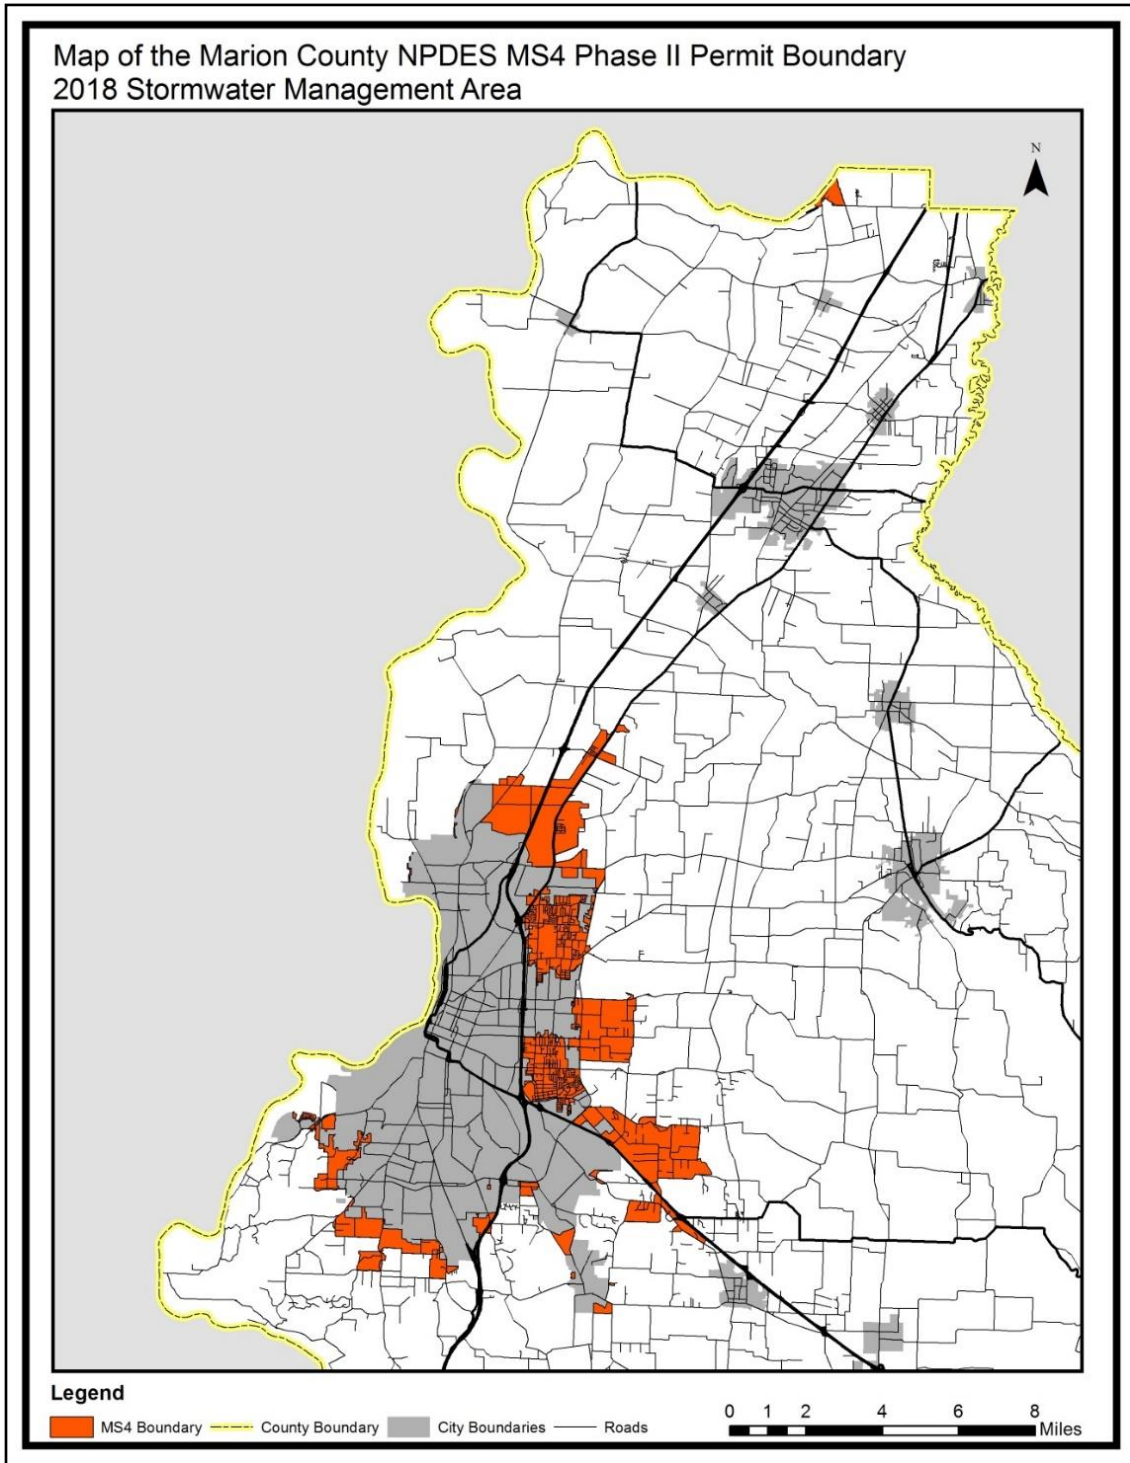 Map of the Marion County NPDES MS4 Phase II Permit Boundary
2018 Stormwater Management Area
N
Legend
MS4 Boundary County Boundary City Boundaries Roads
0 1 2 4 6 8
Miles